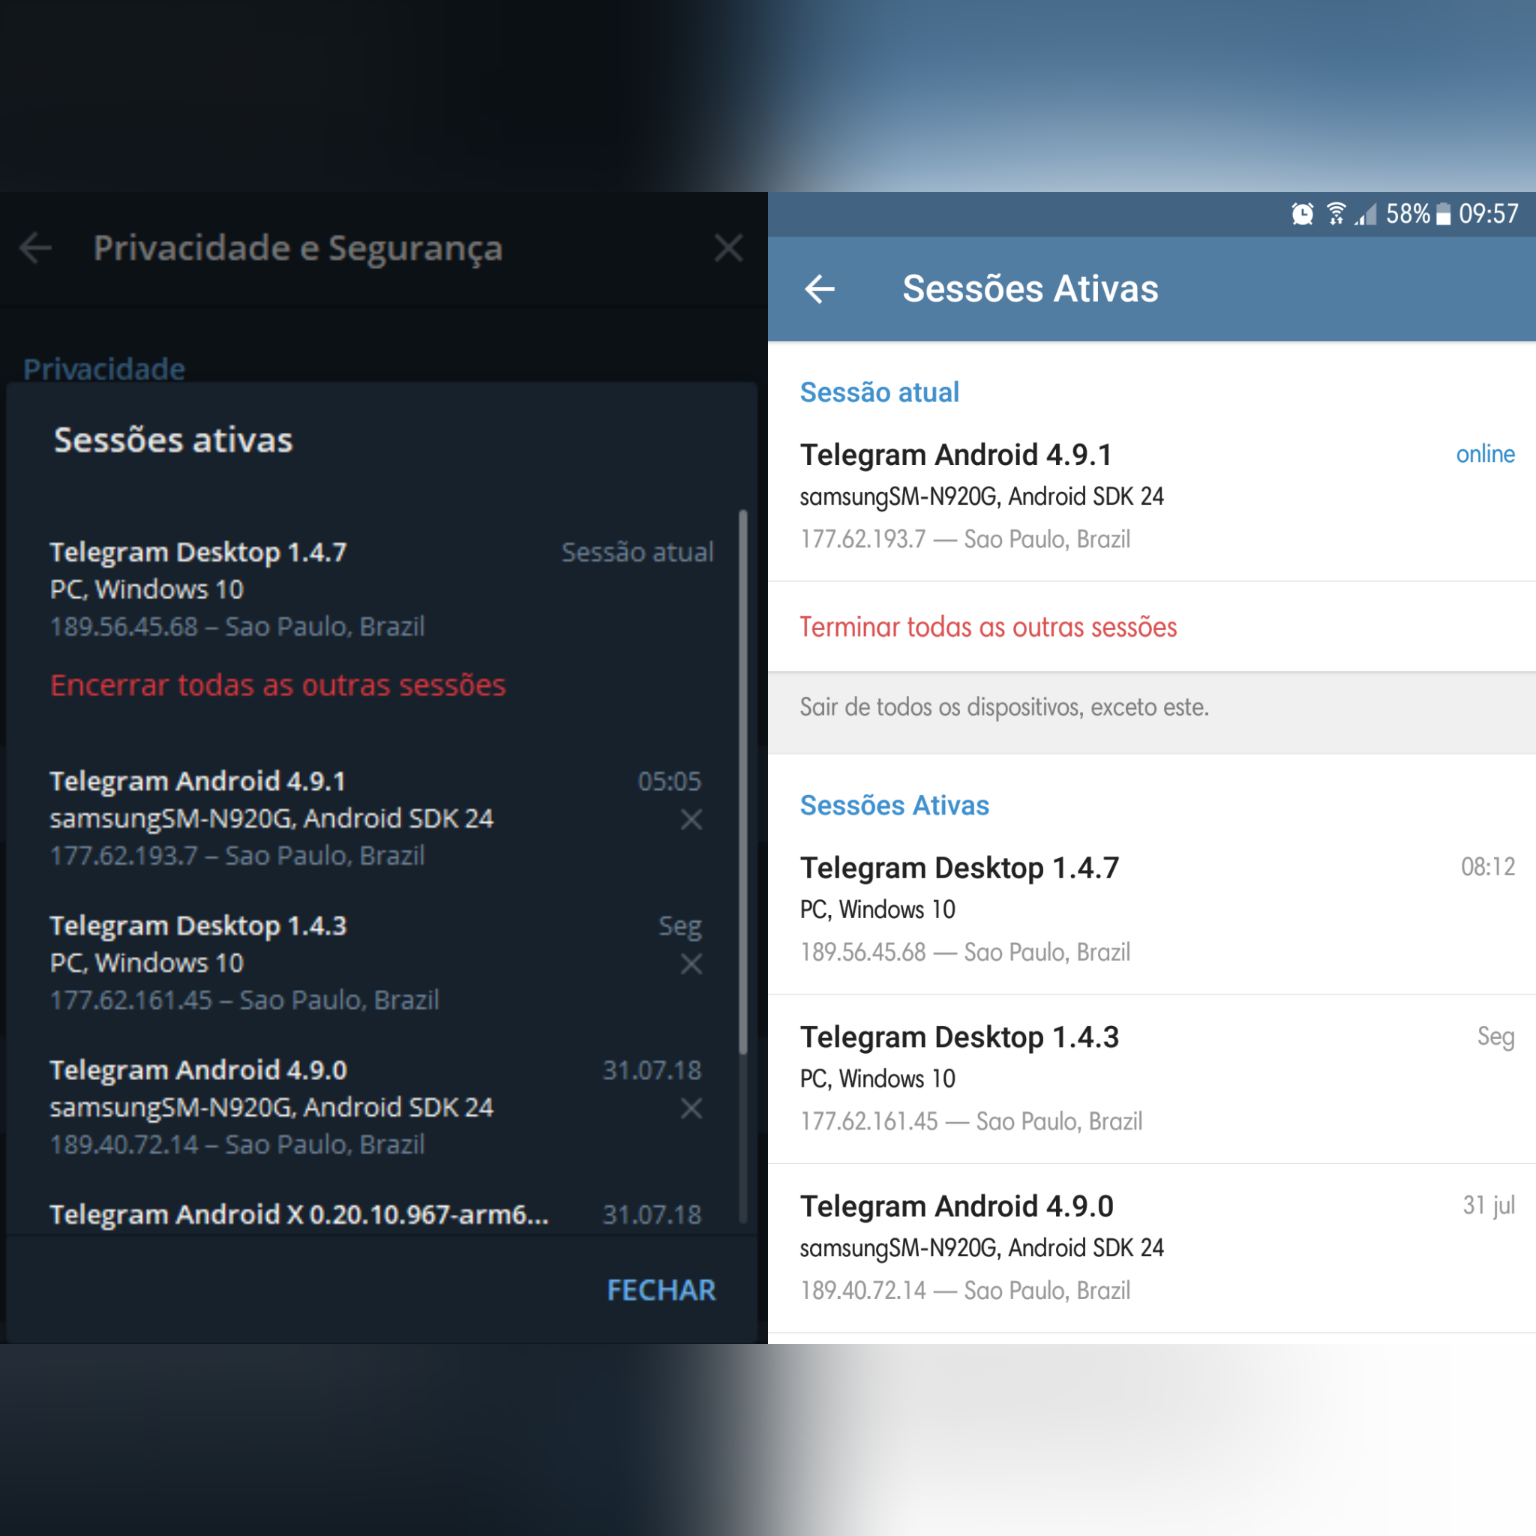 Privacidade e Segurança
Privacidade
Sessões ativas
Telegram Desktop 1.4.7 Sessão atual
PC, Windows 10
189.56.45.68 – Sao Paulo, Brazil
Encerrar todas as outras sessões
Telegram Android 4.9.1 05:05
samsungSM-N920G, Android SDK 24
177.62.193.7 – Sao Paulo, Brazil
Telegram Desktop 1.4.3 Seg
PC, Windows 10
177.62.161.45 – Sao Paulo, Brazil
Telegram Android 4.9.0 31.07.18
samsungSM-N920G, Android SDK 24
189.40.72.14 – Sao Paulo, Brazil
Telegram Android X 0.20.10.967-arm6... 31.07.18
FECHAR
58% 09:57
Sessões Ativas
Sessão atual
Telegram Android 4.9.1 online
samsungSM-N920G, Android SDK 24
177.62.193.7 — Sao Paulo, Brazil
Terminar todas as outras sessões
Sair de todos os dispositivos, exceto este.
Sessões Ativas
Telegram Desktop 1.4.7 08:12
PC, Windows 10
189.56.45.68 — Sao Paulo, Brazil
Telegram Desktop 1.4.3 Seg
PC, Windows 10
177.62.161.45 — Sao Paulo, Brazil
Telegram Android 4.9.0 31 jul
samsungSM-N920G, Android SDK 24
189.40.72.14 — Sao Paulo, Brazil